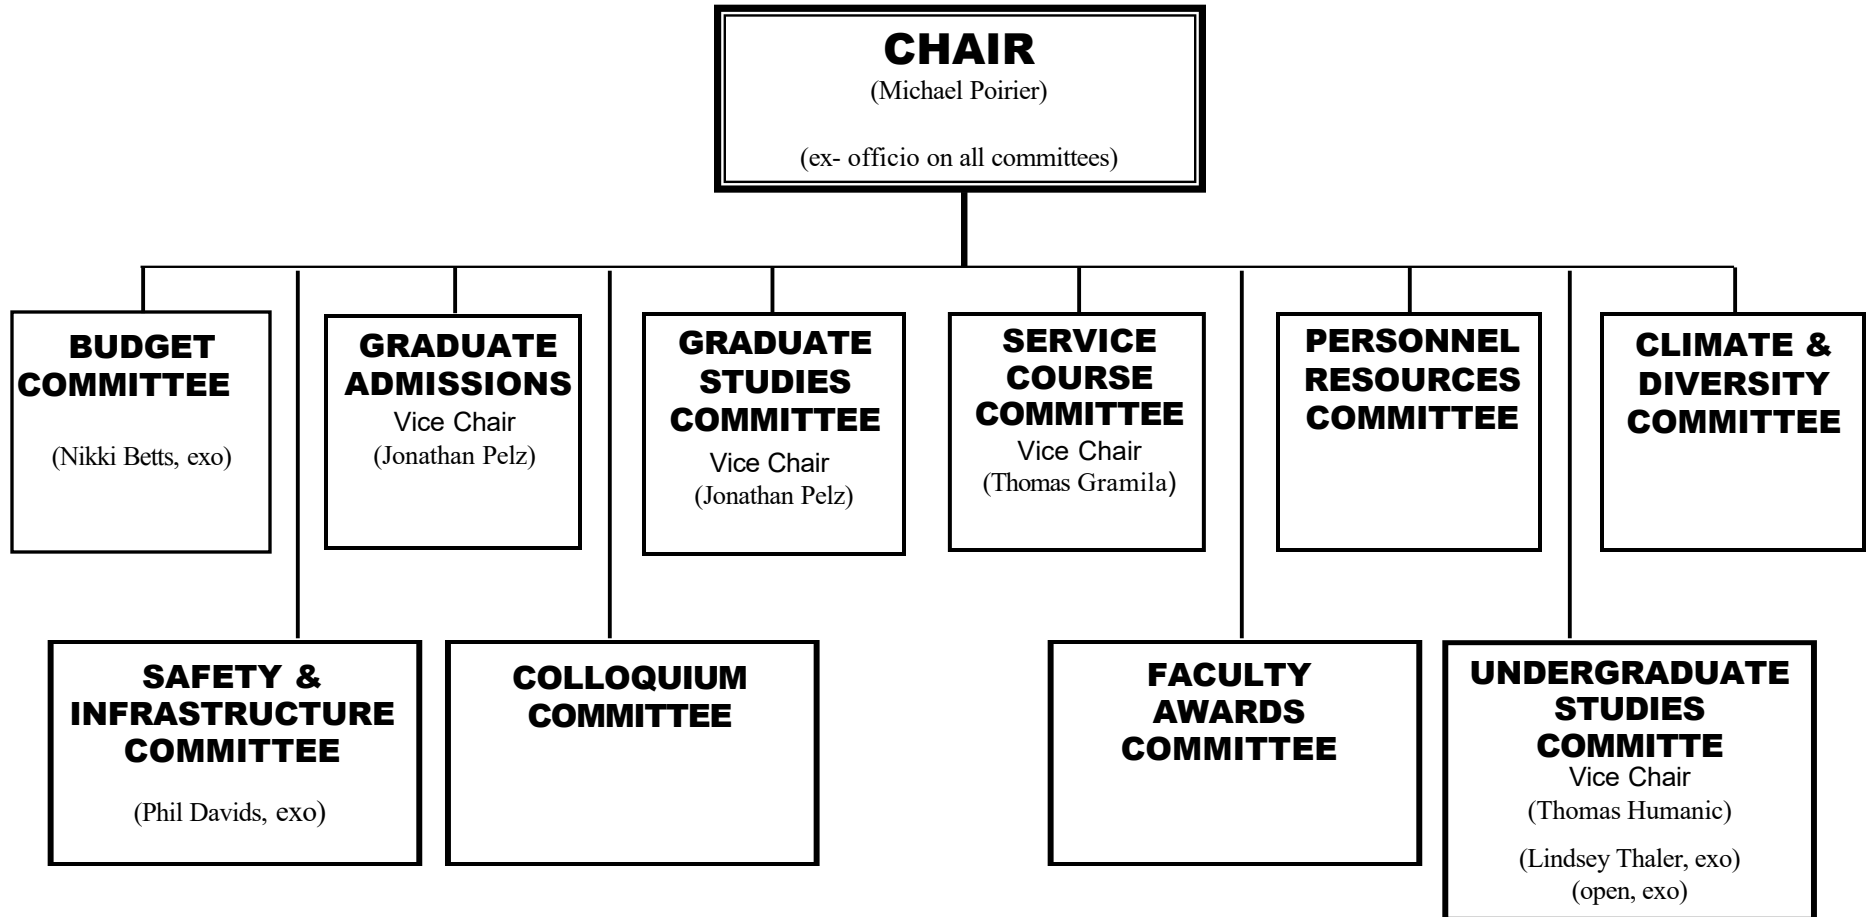 CHAIR
(Michael Poirier)
(ex- officio on all committees)
BUDGET
COMMITTEE
(Nikki Betts, exo)
GRADUATE
ADMISSIONS
Vice Chair
(Jonathan Pelz)
GRADUATE
STUDIES
COMMITTEE
Vice Chair
(Jonathan Pelz)
SERVICE
COURSE
COMMITTEE
Vice Chair
(Thomas Gramila)
PERSONNEL
RESOURCES
COMMITTEE
CLIMATE &
DIVERSITY
COMMITTEE
SAFETY &
INFRASTRUCTURE
COMMITTEE
(Phil Davids, exo)
COLLOQUIUM
COMMITTEE
FACULTY
AWARDS
COMMITTEE
UNDERGRADUATE
STUDIES
COMMITTE
Vice Chair
(Thomas Humanic)
(Lindsey Thaler, exo)
(open, exo)